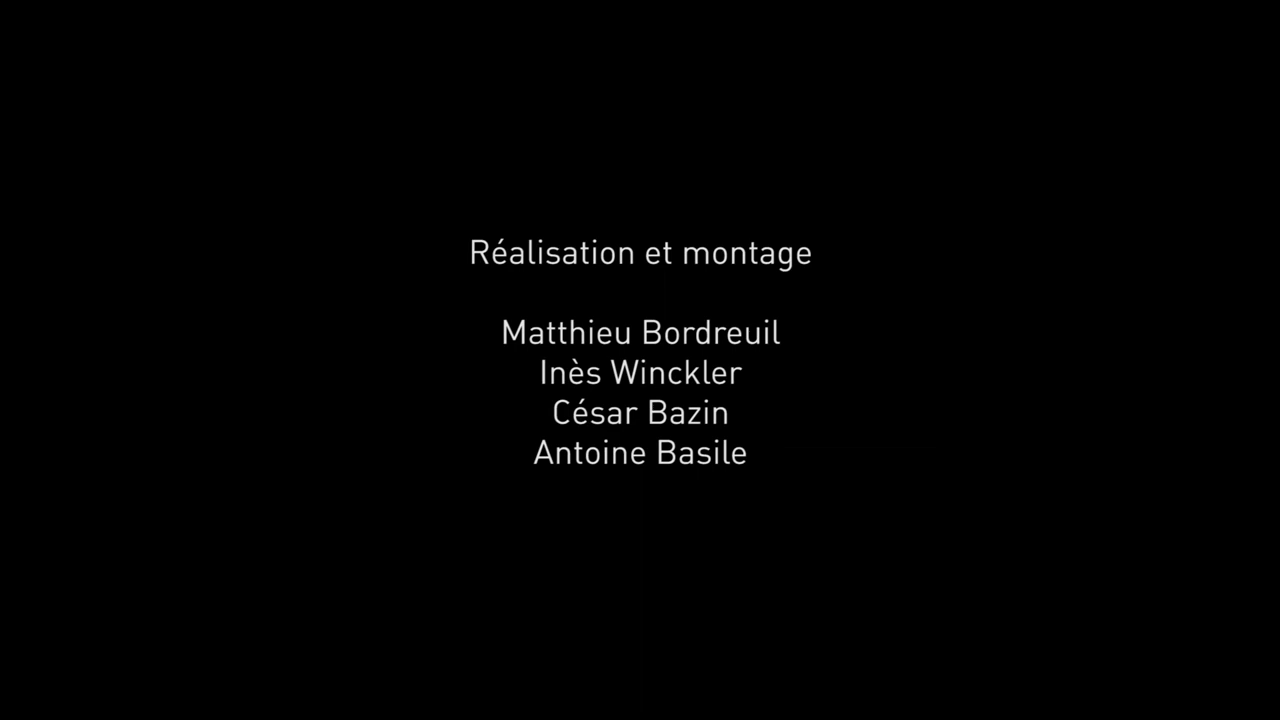 Réalisation et montage
Matthieu Bordreuil
Inès Winckler
César Bazin
Antoine Basile